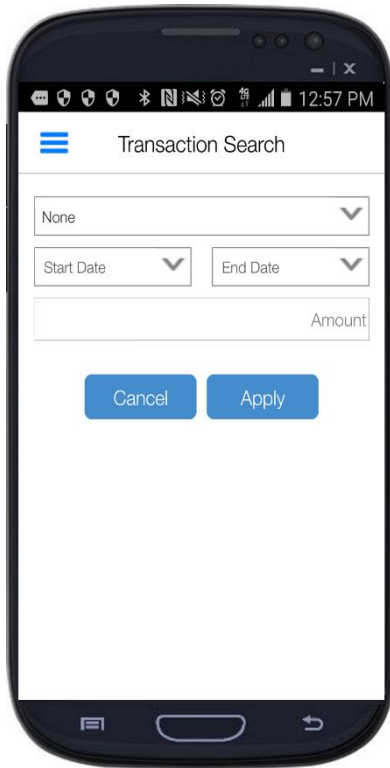 12:57 PM
Transaction Search
None
Start Date End Date
Amount
Cancel Apply